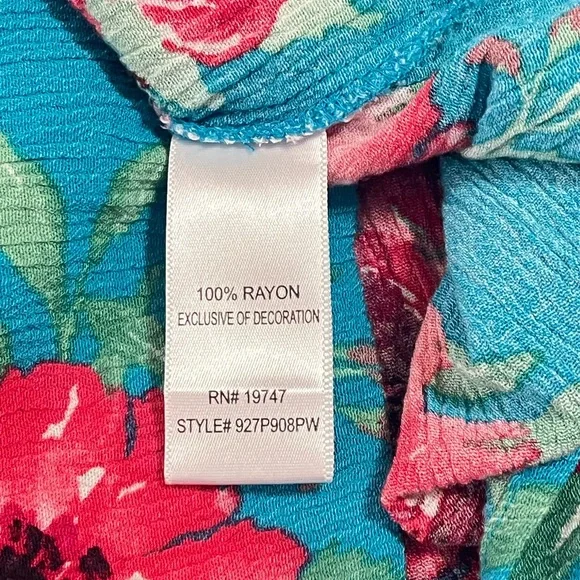 100% RAYON
EXCLUSIVE OF DECORATION
RN# 19747
STYLE# 927P908PW